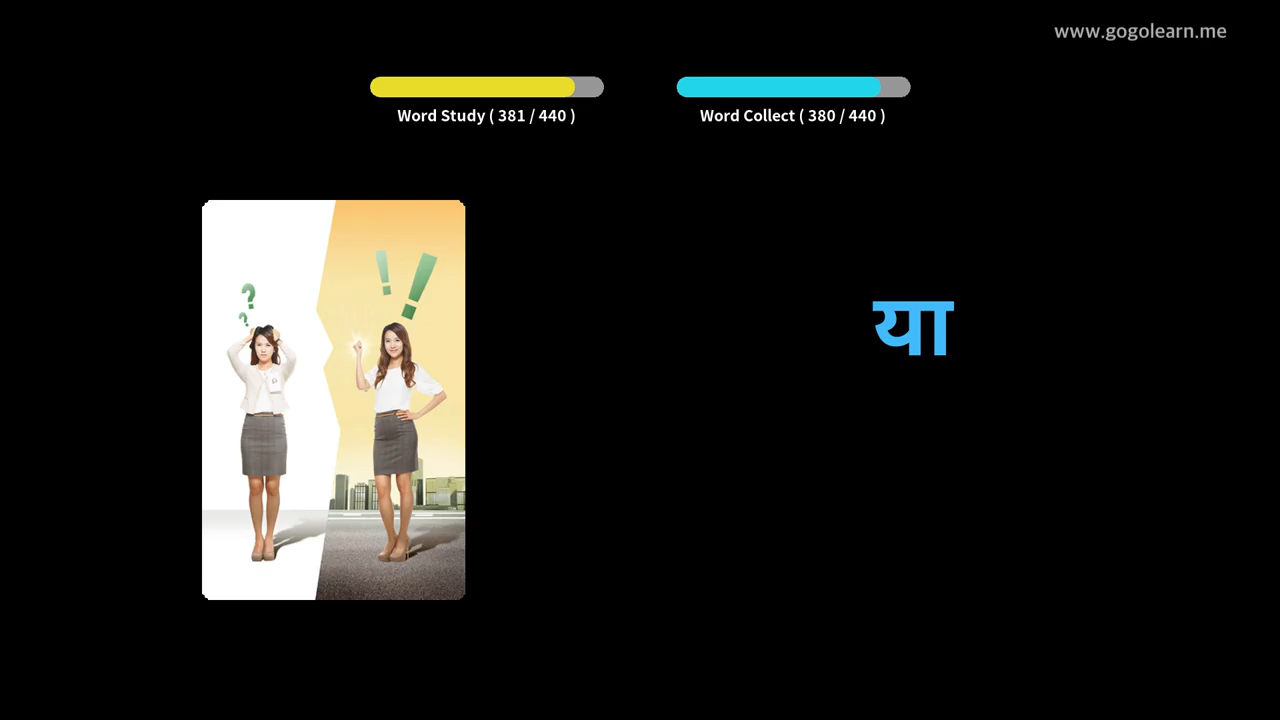 www.gogolearn.me
Word Study ( 381 / 440 )
Word Collect ( 380 / 440 )
? ?
! !
या